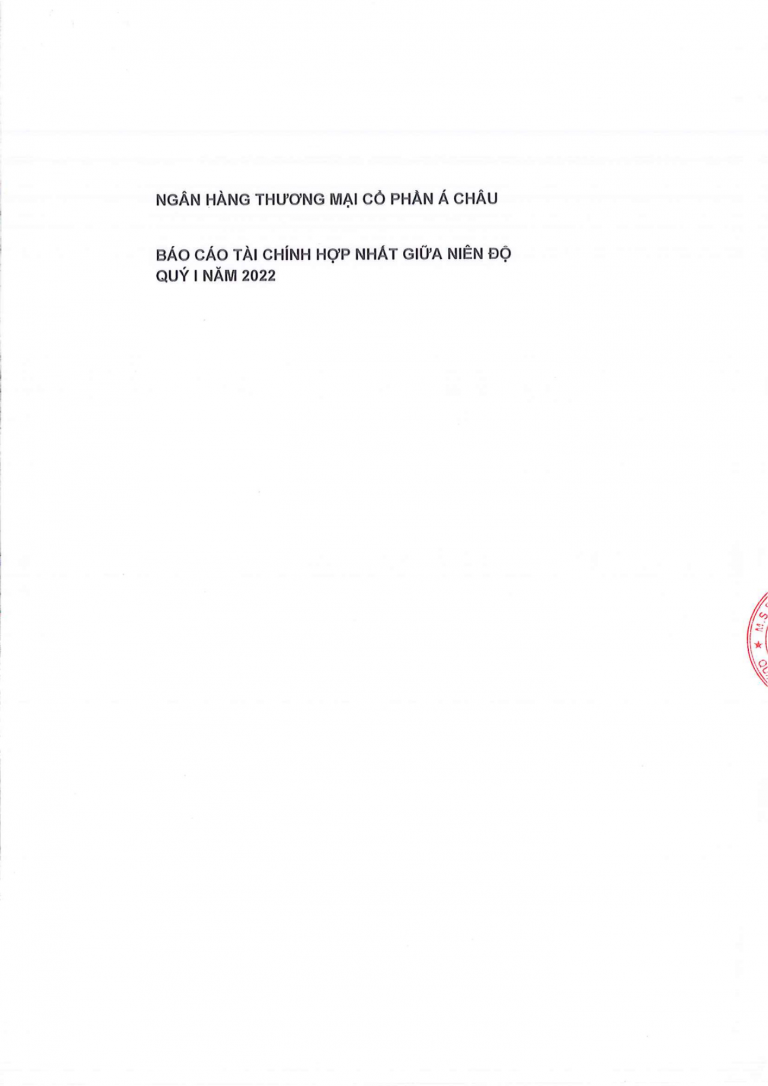 NGÂN HÀNG THƯƠNG MẠI CỔ PHẦN Á CHÂU
BÁO CÁO TÀI CHÍNH HỢP NHẤT GIỮA NIÊN ĐỘ
QUÝ I NĂM 2022
★ M.S